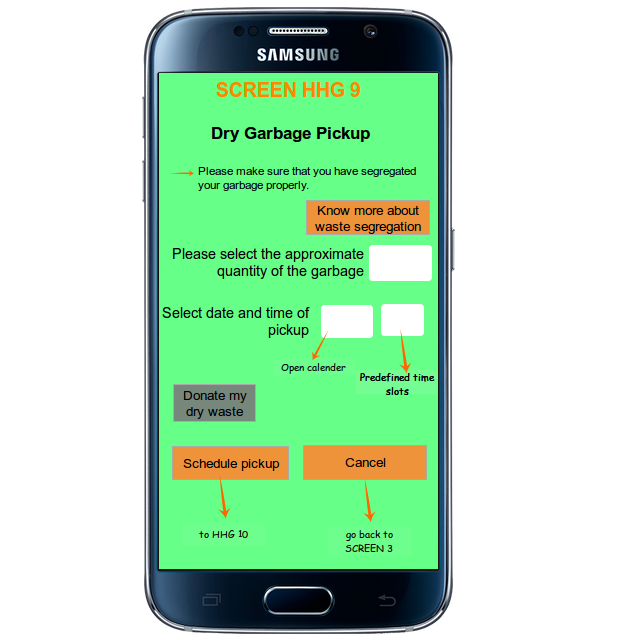 SAMSUNG
SCREEN HHG 9
Dry Garbage Pickup
Please make sure that you have segregated
your garbage properly.
Know more about
waste segregation
Please select the approximate
quantity of the garbage
Select date and time of
pickup
Open calender
Predefined time
slots
Donate my
dry waste
Schedule pickup
Cancel
to HHG 10
go back to
SCREEN 3